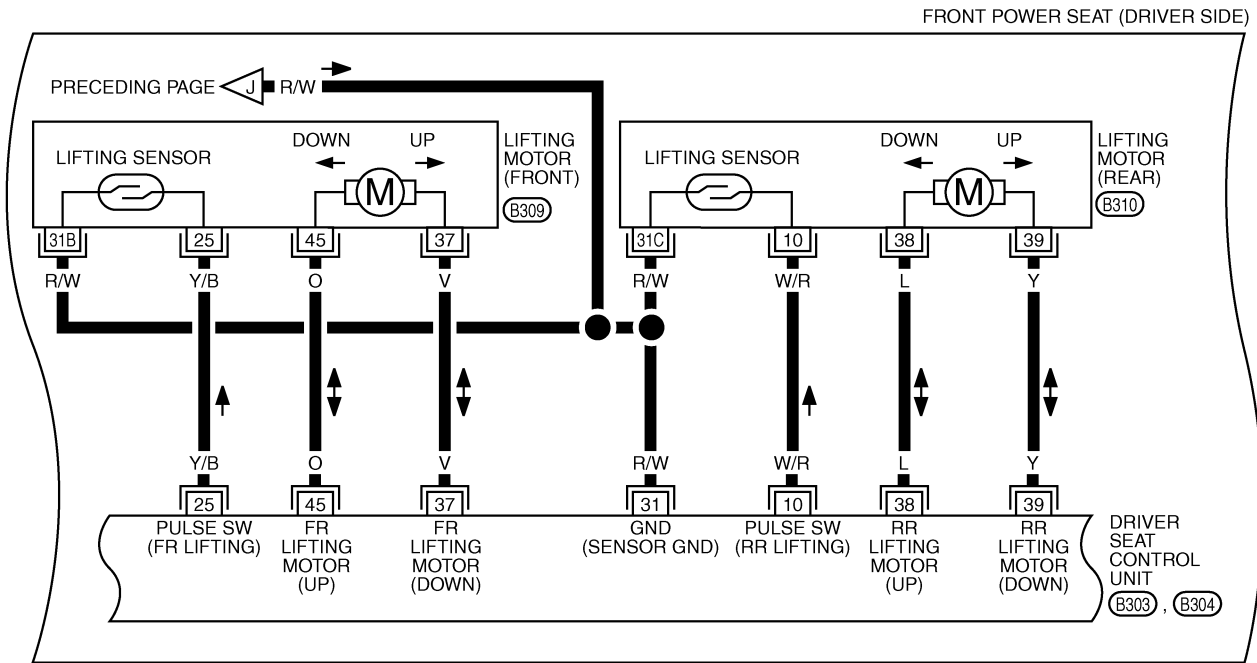 FRONT POWER SEAT (DRIVER SIDE)
PRECEDING PAGE J R/W
LIFTING SENSOR
DOWN UP
M
LIFTING
MOTOR
(FRONT)
B309
LIFTING SENSOR
DOWN UP
M
LIFTING
MOTOR
(REAR)
B310
31B 25 45 37 31C 10 38 39
R/W Y/B O V R/W W/R L Y
Y/B O V R/W W/R L Y
25 45 37 31 10 38 39
PULSE SW
(FR LIFTING)
FR
LIFTING
MOTOR
(UP)
FR
LIFTING
MOTOR
(DOWN)
GND
(SENSOR GND)
PULSE SW
(RR LIFTING)
RR
LIFTING
MOTOR
(UP)
RR
LIFTING
MOTOR
(DOWN)
DRIVER
SEAT
CONTROL
UNIT
B303 , B304